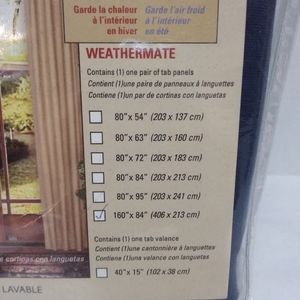 Garde la chaleur
à l'intérieur
en hiver
Garde l'air froid
à l'intérieur
en été
WEATHERMATE
Contains (1) one pair of tab panels
Contient (1)une paire de panneaux à languettes
Contiene (1)un par de cortinas con languetas
80"x 54" (203 x 137 cm)
80"x 63" (203 x 160 cm)
80"x 72" (203 x 183 cm)
80"x 84" (203 x 213 cm)
80"x 95" (203 x 241 cm)
160"x 84" (406 x 213 cm)
Contains (1) one tab valance
Contient (1)une cantonnière à languettes
Contiene (1)una valance con languetas
40"x 15" (102 x 38 cm)
cortinas con languetas
LAVABLE